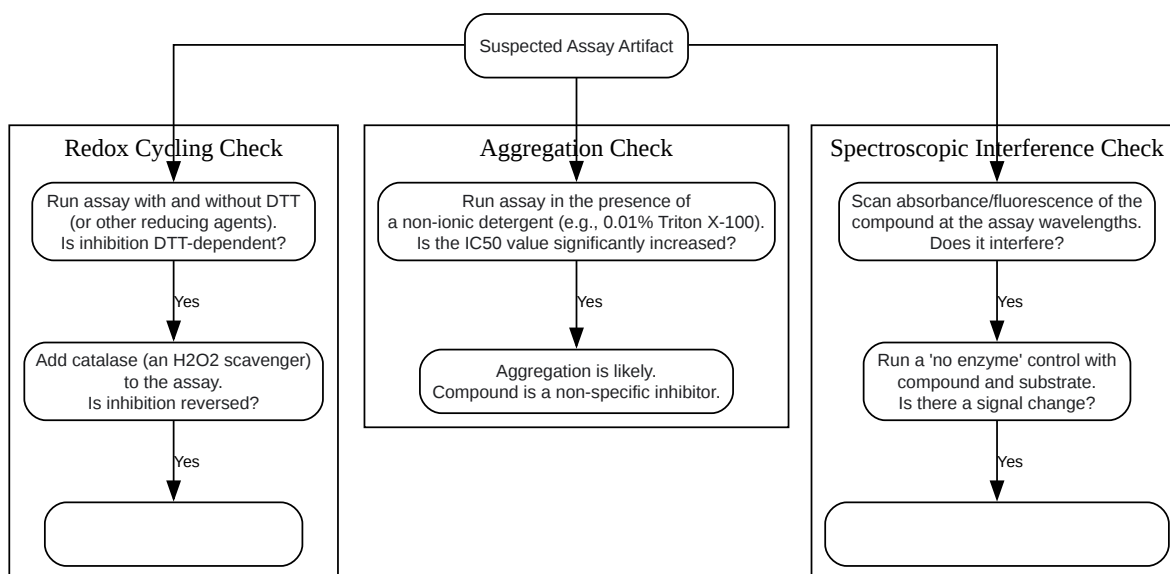 Suspected Assay Artifact
Redox Cycling Check
Run assay with and without DTT
(or other reducing agents).
Is inhibition DTT-dependent?
Yes
Add catalase (an H2O2 scavenger)
to the assay.
Is inhibition reversed?
Yes
Aggregation Check
Run assay in the presence of
a non-ionic detergent (e.g., 0.01% Triton X-100).
Is the IC50 value significantly increased?
Yes
Aggregation is likely.
Compound is a non-specific inhibitor.
Spectroscopic Interference Check
Scan absorbance/fluorescence of the
compound at the assay wavelengths.
Does it interfere?
Yes
Run a 'no enzyme' control with
compound and substrate.
Is there a signal change?
Yes